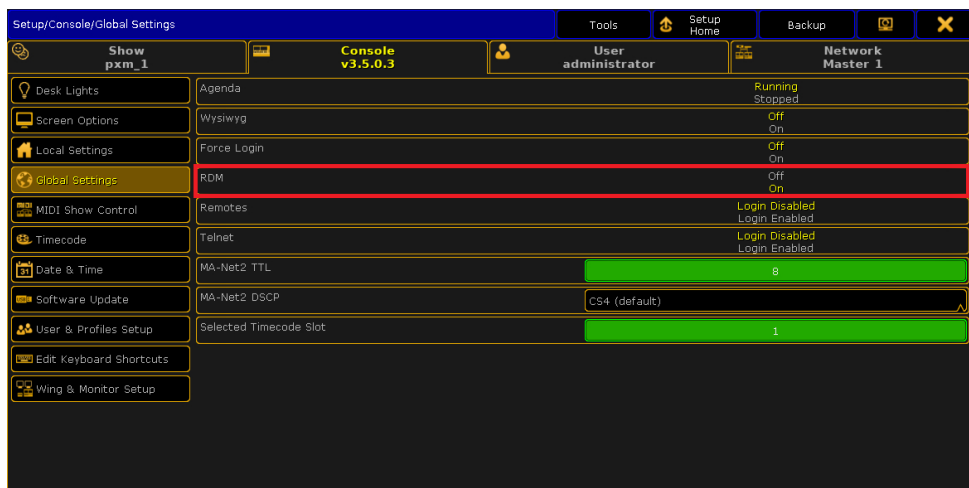 Setup/Console/Global Settings
Tools
Setup
Home
Backup
Show
pxm_1
Console
v3.5.0.3
User
administrator
Network
Master 1
Desk Lights
Screen Options
Local Settings
Global Settings
MIDI Show Control
Timecode
31
Date & Time
USB
Software Update
User & Profiles Setup
Edit Keyboard Shortcuts
Wing & Monitor Setup
Agenda
Running
Stopped
Wysiwyg
Off
On
Force Login
Off
On
RDM
Off
On
Remotes
Login Disabled
Login Enabled
Telnet
Login Disabled
Login Enabled
MA-Net2 TTL
8
MA-Net2 DSCP
CS4 (default)
Selected Timecode Slot
1